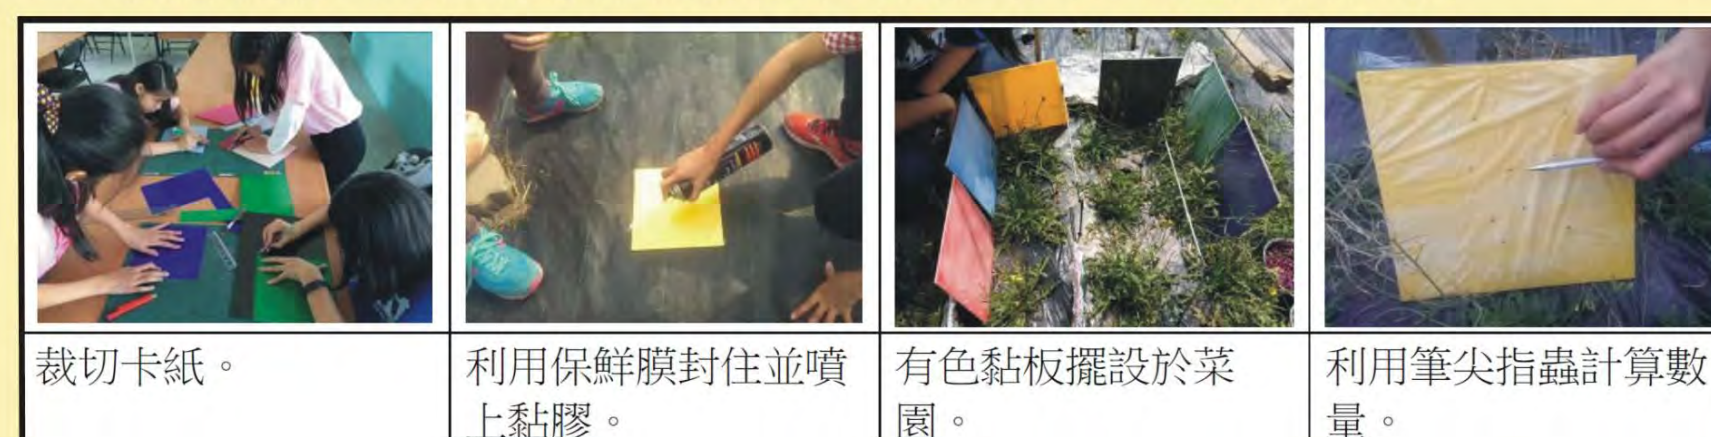 裁切卡紙。
利用保鮮膜封住並噴
上黏膠。
有色黏板擺設於菜
園。
利用筆尖指蟲計算數
量。